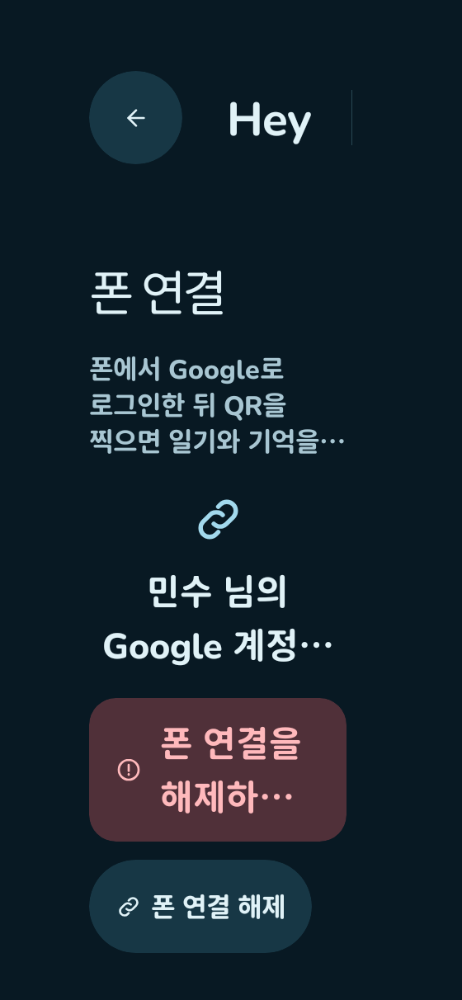 Hey
폰 연결
폰에서 Google로
로그인한 뒤 QR을
찍으면 일기와 기억을…
민수 님의
Google 계정…
폰 연결을
해제하…
폰 연결 해제